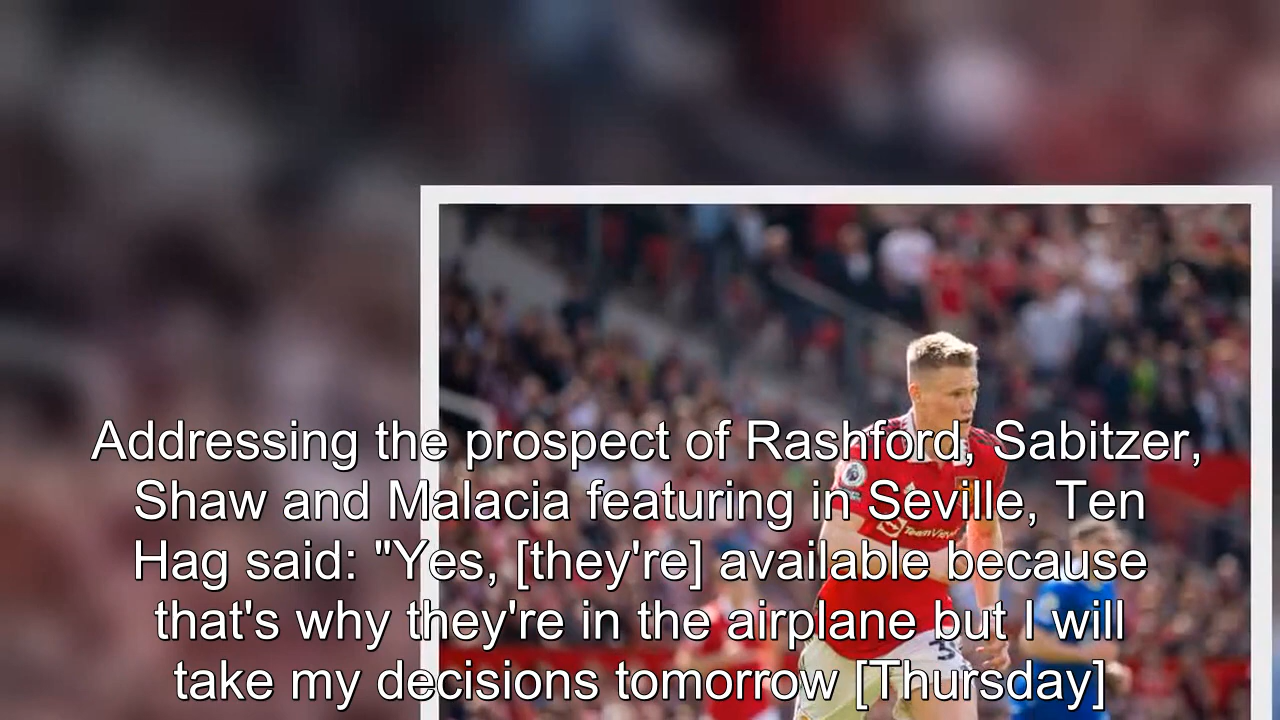 Addressing the prospect of Rashford, Sabitzer,
Shaw and Malacia featuring in Seville, Ten
Hag said: "Yes, [they're] available because
that's why they're in the airplane but I will
take my decisions tomorrow [Thursday]